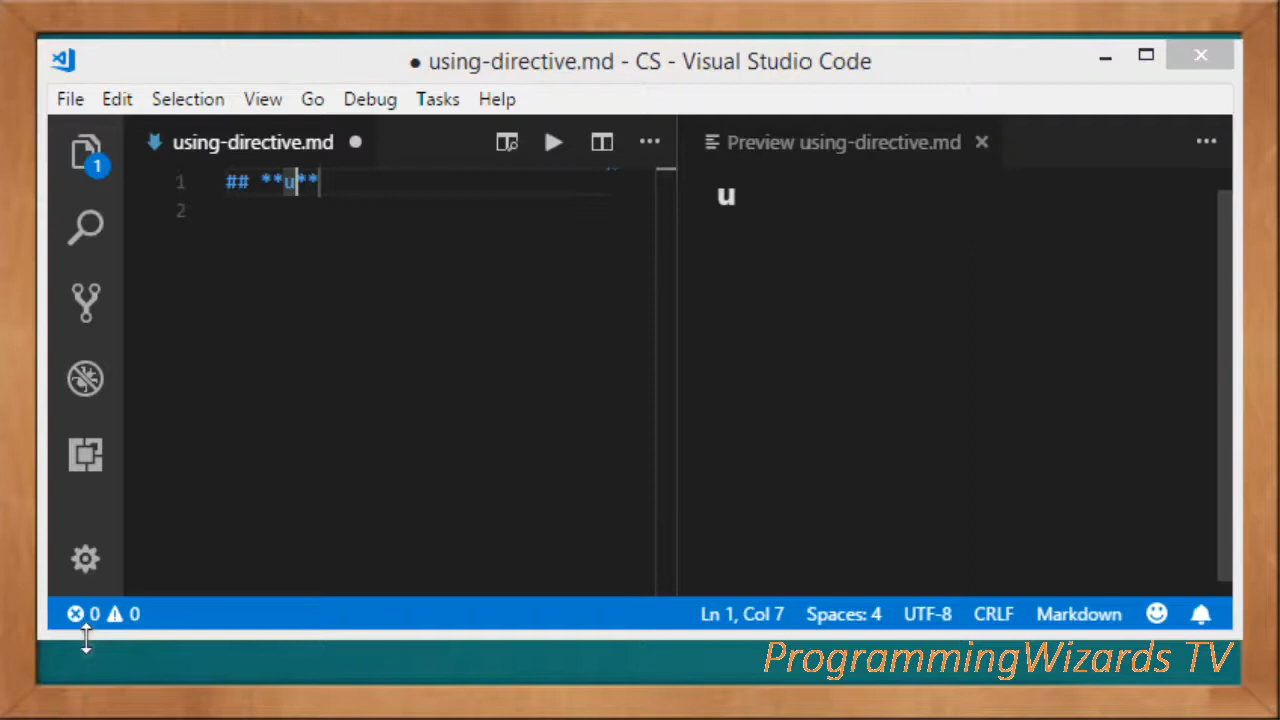 ● using-directive.md - CS - Visual Studio Code
File Edit Selection View Go Debug Tasks Help
using-directive.md ●
Preview using-directive.md
1
1 ## **u**
2
u
0 0
Ln 1, Col 7 Spaces: 4 UTF-8 CRLF Markdown
ProgrammingWizards TV